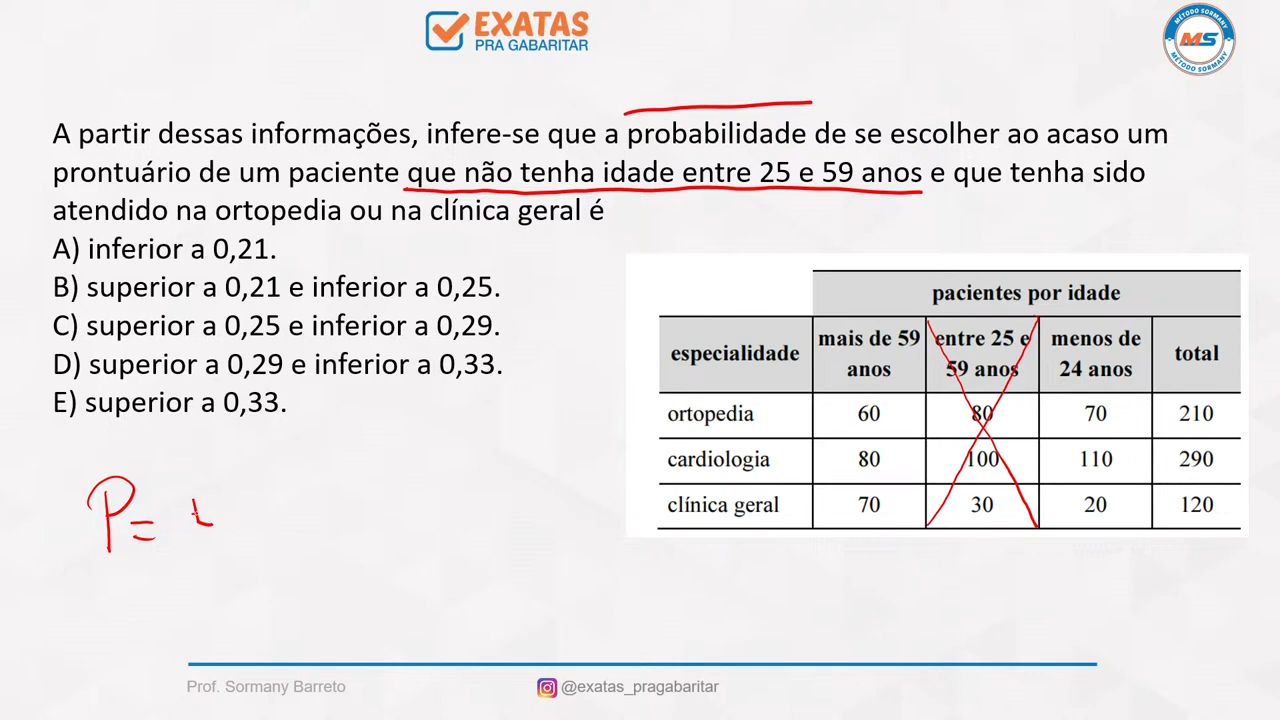 EXATAS
PRA GABARITAR
MÉTODO SORMANY
MS
MÉTODO SORMANY
A partir dessas informações, infere-se que a probabilidade de se escolher ao acaso um
prontuário de um paciente que não tenha idade entre 25 e 59 anos e que tenha sido
atendido na ortopedia ou na clínica geral é
A) inferior a 0,21.
B) superior a 0,21 e inferior a 0,25.
C) superior a 0,25 e inferior a 0,29.
D) superior a 0,29 e inferior a 0,33.
E) superior a 0,33.
pacientes por idade
especialidade mais de 59 anos entre 25 e 59 anos menos de 24 anos total
ortopedia 60 80 70 210
cardiologia 80 100 110 290
clínica geral 70 30 20 120
P=
Prof. Sormany Barreto
@exatas_pragabaritar